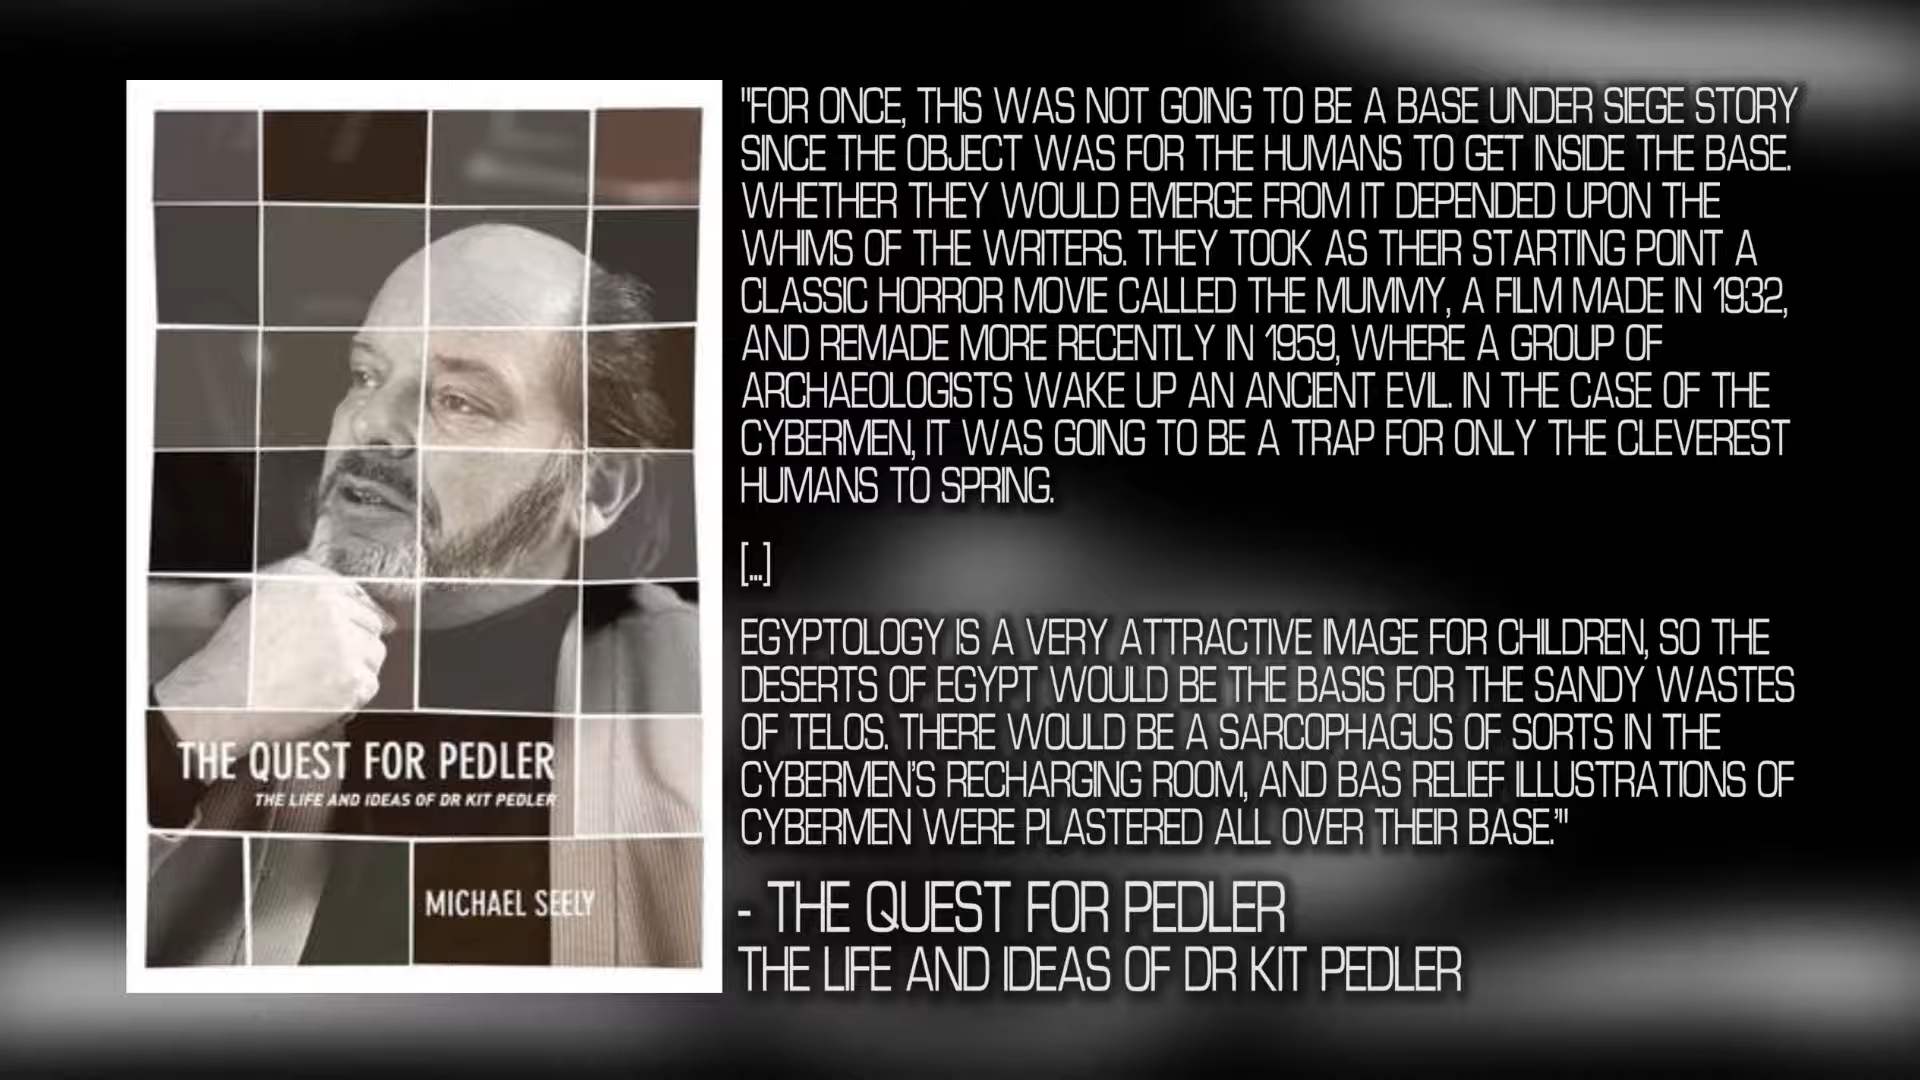 THE QUEST FOR PEDLER
THE LIFE AND IDEAS OF DR KIT PEDLER
MICHAEL SEELY
"FOR ONCE, THIS WAS NOT GOING TO BE A BASE UNDER SIEGE STORY
SINCE THE OBJECT WAS FOR THE HUMANS TO GET INSIDE THE BASE.
WHETHER THEY WOULD EMERGE FROM IT DEPENDED UPON THE
WHIMS OF THE WRITERS. THEY TOOK AS THEIR STARTING POINT A
CLASSIC HORROR MOVIE CALLED THE MUMMY, A FILM MADE IN 1932,
AND REMADE MORE RECENTLY IN 1959, WHERE A GROUP OF
ARCHAEOLOGISTS WAKE UP AN ANCIENT EVIL. IN THE CASE OF THE
CYBERMEN, IT WAS GOING TO BE A TRAP FOR ONLY THE CLEVEREST
HUMANS TO SPRING.
[...]
EGYPTOLOGY IS A VERY ATTRACTIVE IMAGE FOR CHILDREN, SO THE
DESERTS OF EGYPT WOULD BE THE BASIS FOR THE SANDY WASTES
OF TELOS. THERE WOULD BE A SARCOPHAGUS OF SORTS IN THE
CYBERMEN'S RECHARGING ROOM, AND BAS RELIEF ILLUSTRATIONS OF
CYBERMEN WERE PLASTERED ALL OVER THEIR BASE.'"
- THE QUEST FOR PEDLER
THE LIFE AND IDEAS OF DR KIT PEDLER